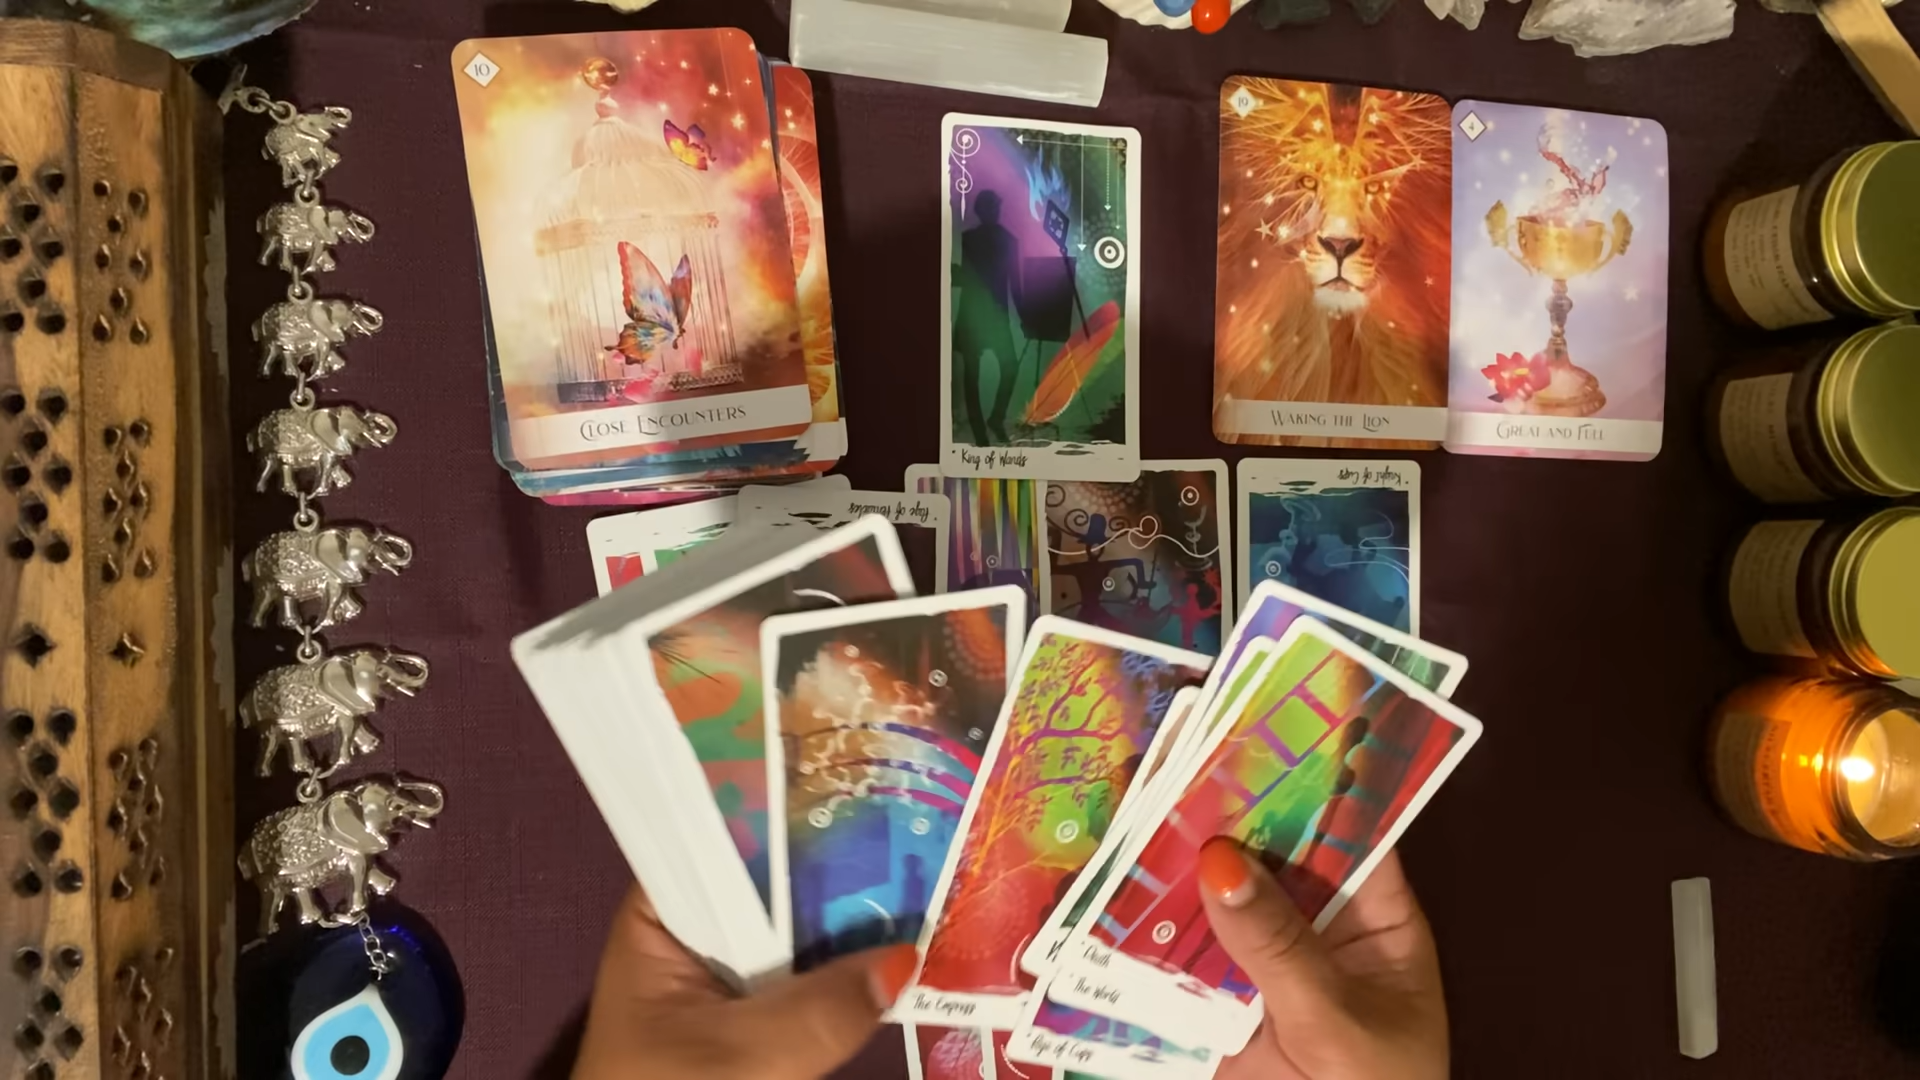 10
CLOSE ENCOUNTERS
King of Wands
19
WAKING THE LION
4
GREAT AND FULL
Page of Pentacles
Knight of Cups
The Empress
Death
The World
Page of Cups